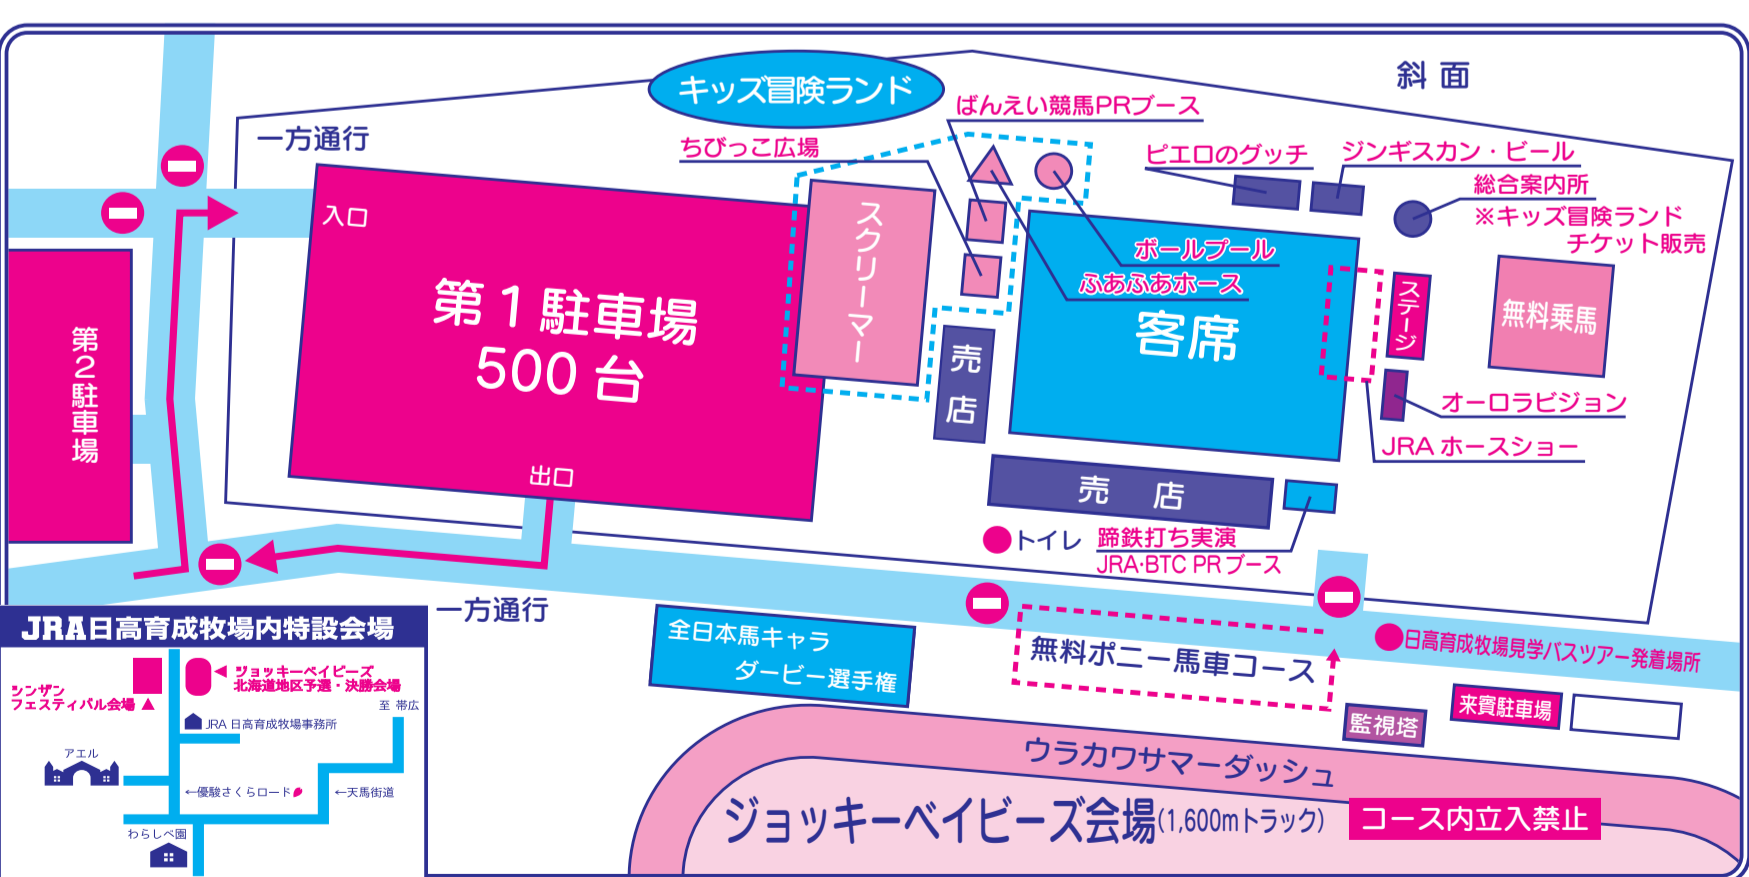 斜面
キッズ冒険ランド
ばんえい競馬PRブース
一方通行
ちびっこ広場
ピエロのグッチ
ジンギスカン・ビール
総合案内所
※キッズ冒険ランド
チケット販売
入口
スクリーマー
ボールプール
ふあふあホース
第1駐車場
500台
客席
ステージ
無料乗馬
第2駐車場
売店
オーロラビジョン
JRAホースショー
出口
売店
トイレ
蹄鉄打ち実演
JRA・BTC PRブース
一方通行
全日本馬キャラ
ダービー選手権
無料ポニー馬車コース
日高育成牧場見学バスツアー発着場所
来賓駐車場
監視塔
ウラカワサマーダッシュ
ジョッキーベイビーズ会場(1,600mトラック)
コース内立入禁止
JRA日高育成牧場内特設会場
シンザン
フェスティバル会場▲
◀ジョッキーベイビーズ
北海道地区予選・決勝会場
至 帯広
JRA日高育成牧場事務所
アエル
←優駿さくらロード
←天馬街道
わらしべ園